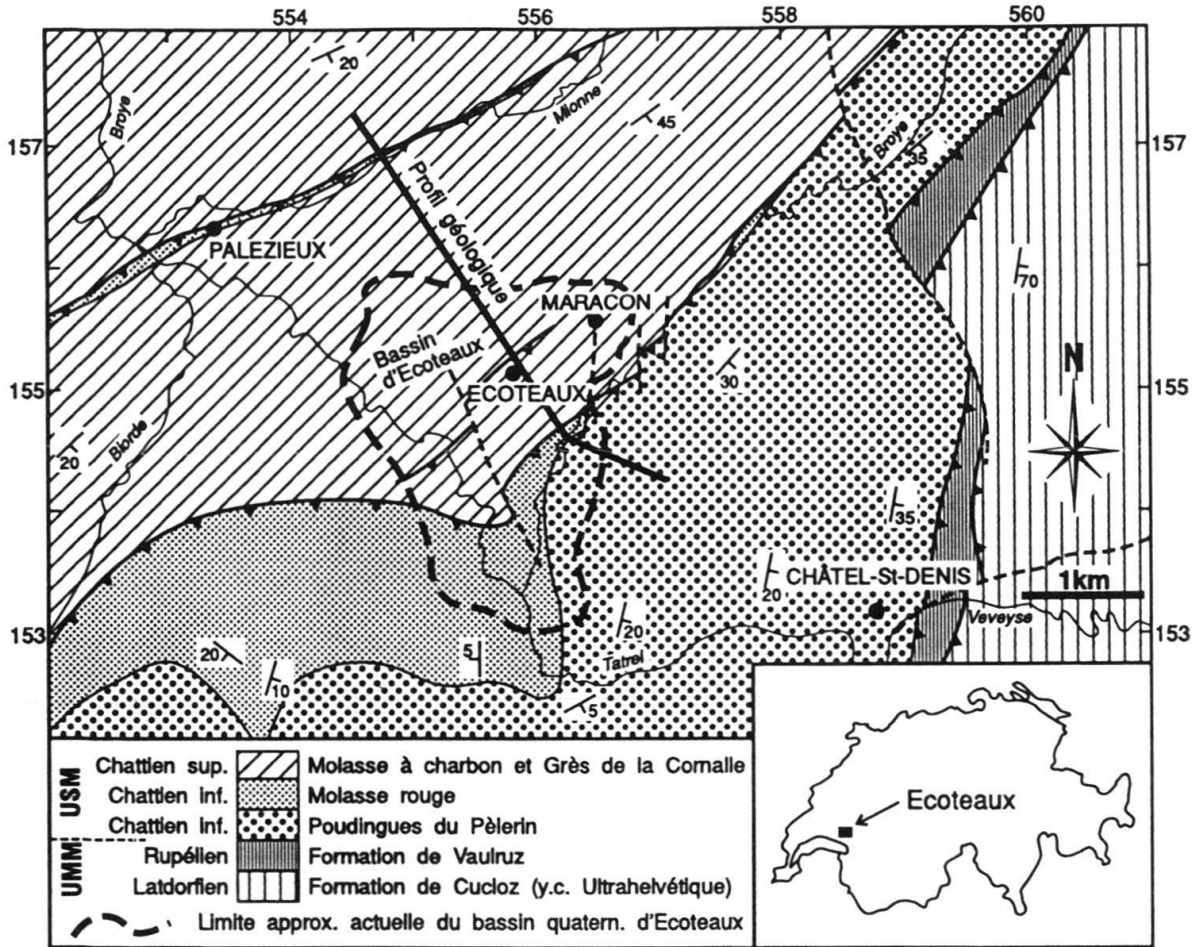 554 556 558 560
20
Broye
Mionne
45
157 157
Broye
35
Profil géologique
PALEZIEUX
70
MARACON
Bassin d'Ecoteaux
N
30
155 155
ECOTEAUX
Biorde
20
35
20
CHÂTEL-St-DENIS
1km
153 153
20
Veveyse
20
5
Tatrel
10
5
USM
Chattien sup. Molasse à charbon et Grès de la Cornalle
Chattien inf. Molasse rouge
Chattien inf. Poudingues du Pèlerin
UMM
Rupélien Formation de Vaulruz
Latdorfien Formation de Cucloz (y.c. Ultrahelvétique)
Limite approx. actuelle du bassin quatern. d'Ecoteaux
Ecoteaux